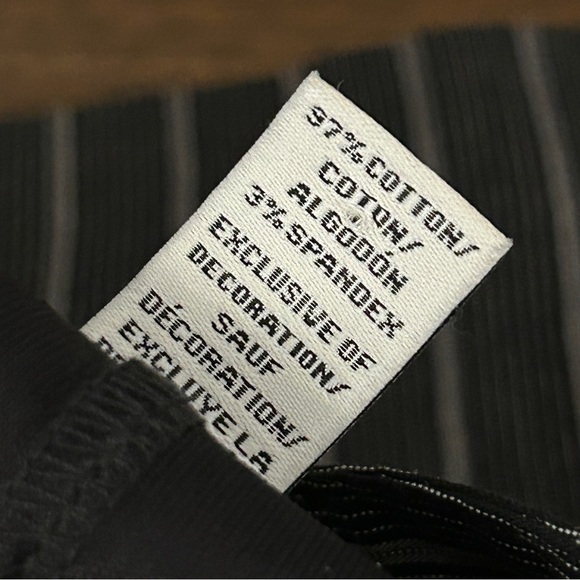 97% COTTON/
COTON/
ALGODÓN
3% SPANDEX
EXCLUSIVE OF
DECORATION/
SAUF
DÉCORATION/
EXCLUYE LA